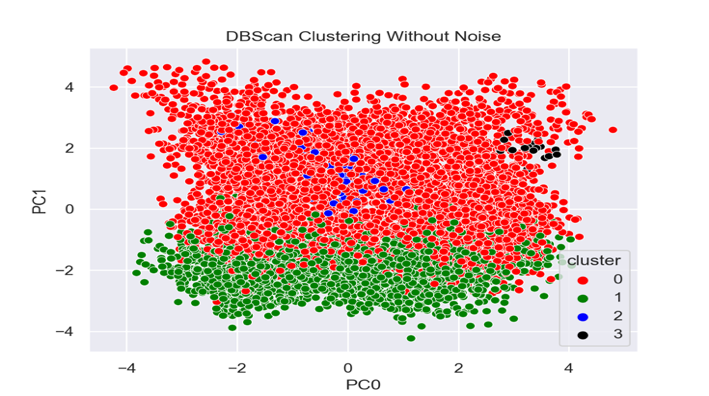 DBScan Clustering Without Noise
PC1
4
2
0
−2
−4
−4 −2 0 2 4
PC0
cluster
0
1
2
3